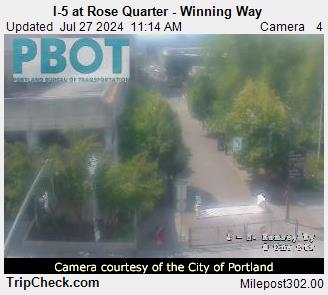 I-5 at Rose Quarter - Winning Way
Updated Jul 27 2024 11:14 AM Camera 4
PBOT
PORTLAND BUREAU OF TRANSPORTATION
Camera courtesy of the City of Portland
TripCheck.com Milepost302.00